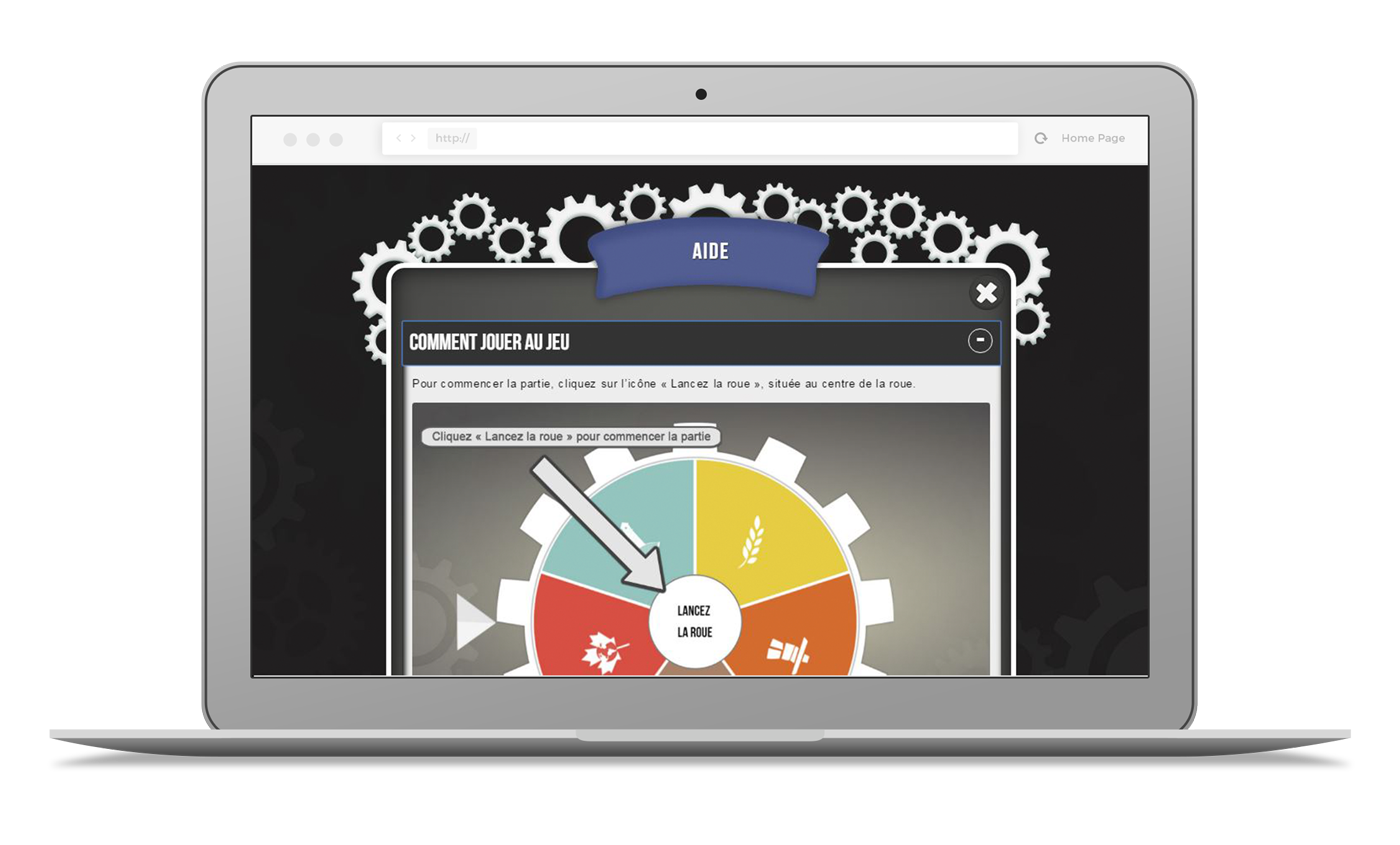 http://
Home Page
AIDE
COMMENT JOUER AU JEU
Pour commencer la partie, cliquez sur l'icône « Lancez la roue », située au centre de la roue.
Cliquez « Lancez la roue » pour commencer la partie
LANCEZ
LA ROUE